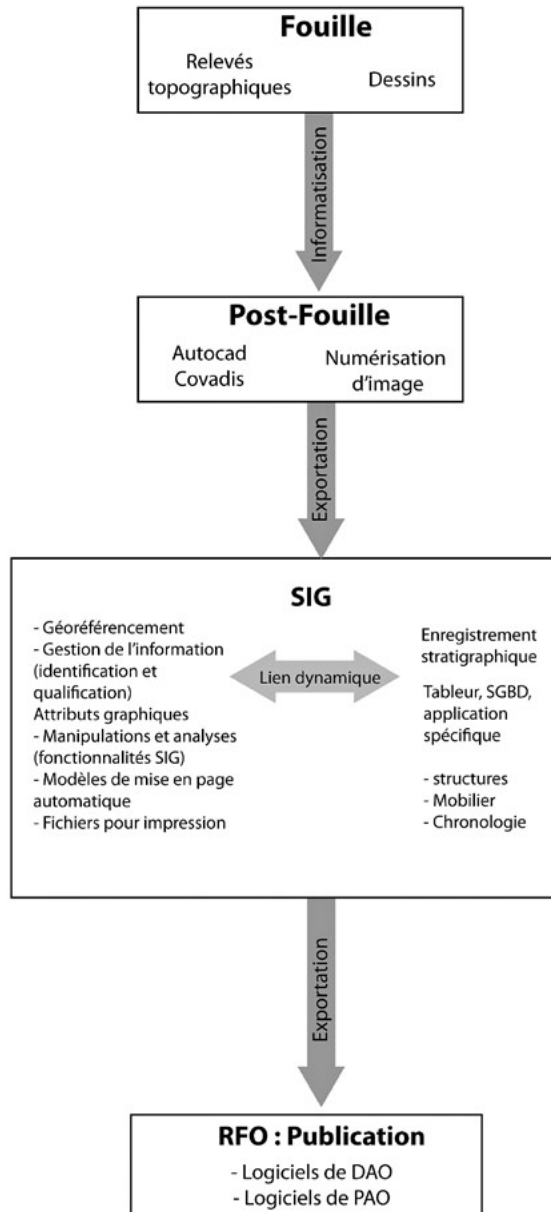 Fouille
Relevés
topographiques
Dessins
Informatisation
Post-Fouille
Autocad
Covadis
Numérisation
d'image
Exportation
SIG
- Géoréférencement
- Gestion de l'information
(identification et
qualification)
Attributs graphiques
- Manipulations et analyses
(fonctionnalités SIG)
- Modèles de mise en page
automatique
- Fichiers pour impression
Lien dynamique
Enregistrement
stratigraphique
Tableur, SGBD,
application
spécifique
- structures
- Mobilier
- Chronologie
Exportation
RFO : Publication
- Logiciels de DAO
- Logiciels de PAO